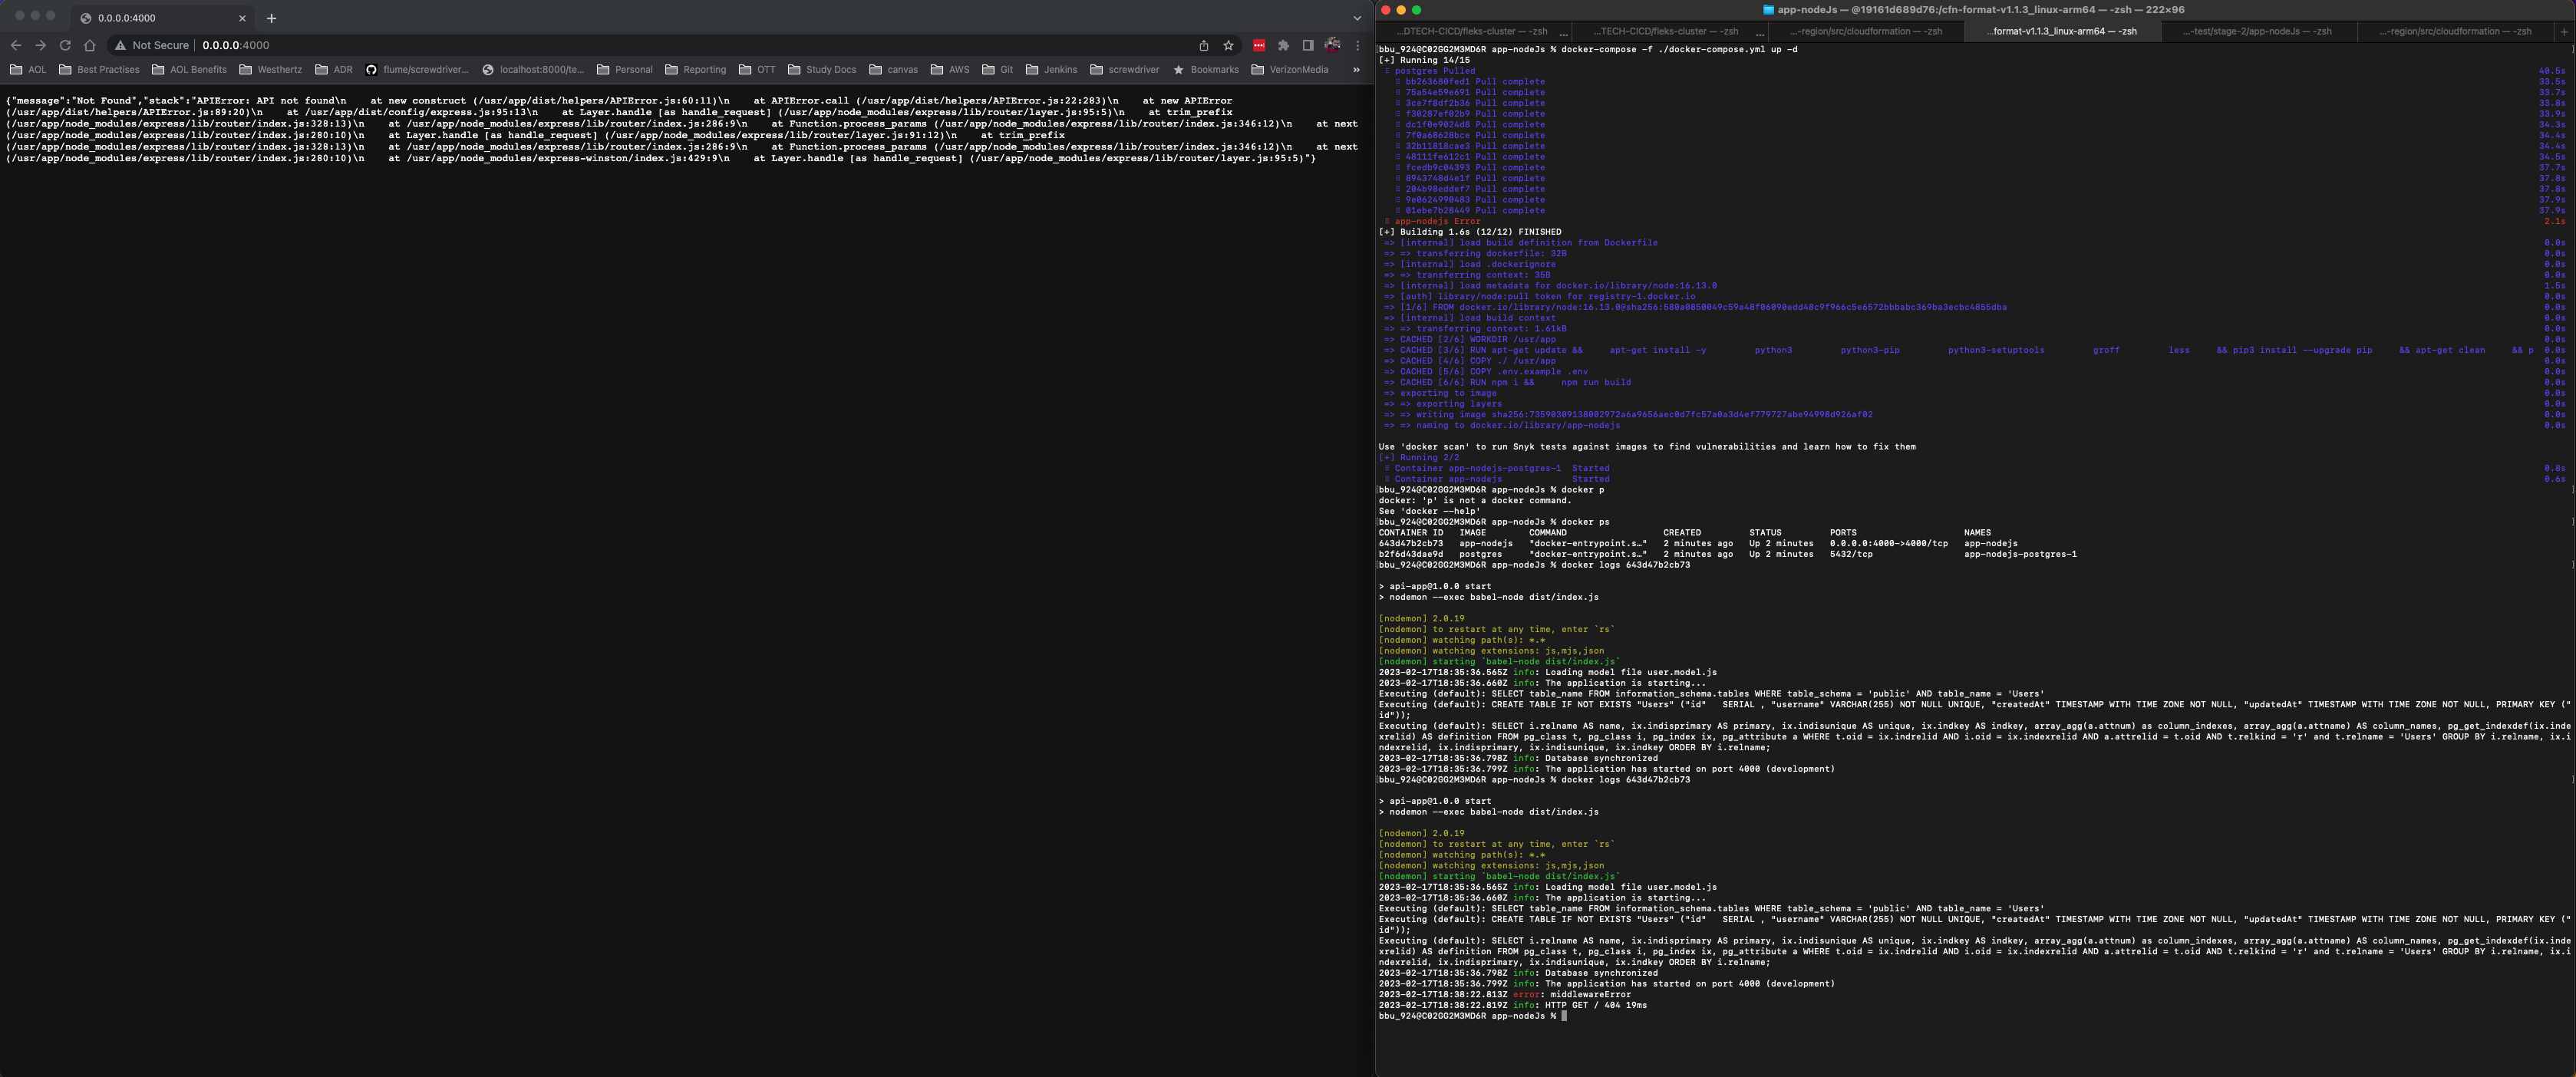 0.0.0.0:4000
Not Secure
0.0.0.0:4000
AOL
Best Practises
AOL Benefits
Westhertz
ADR
flume/screwdriver...
localhost:8000/te...
Personal
Reporting
OTT
Study Docs
canvas
AWS
Git
Jenkins
screwdriver
Bookmarks
VerizonMedia
»
{"message":"Not Found","stack":"APIError: API not found\n    at new construct (/usr/app/dist/helpers/APIError.js:60:11)\n    at APIError.call (/usr/app/dist/helpers/APIError.js:22:283)\n    at new APIError
(/usr/app/dist/helpers/APIError.js:89:20)\n    at /usr/app/dist/config/express.js:95:13\n    at Layer.handle [as handle_request] (/usr/app/node_modules/express/lib/router/layer.js:95:5)\n    at trim_prefix
(/usr/app/node_modules/express/lib/router/index.js:328:13)\n    at /usr/app/node_modules/express/lib/router/index.js:286:9\n    at Function.process_params (/usr/app/node_modules/express/lib/router/index.js:346:12)\n    at next
(/usr/app/node_modules/express/lib/router/index.js:280:10)\n    at Layer.handle_error [as handle_request] (/usr/app/node_modules/express/lib/router/layer.js:91:12)\n    at trim_prefix
(/usr/app/node_modules/express/lib/router/index.js:328:13)\n    at /usr/app/node_modules/express/lib/router/index.js:286:9\n    at Function.process_params (/usr/app/node_modules/express/lib/router/index.js:346:12)\n    at next
(/usr/app/node_modules/express/lib/router/index.js:280:10)\n    at /usr/app/node_modules/express-winston/index.js:429:9\n    at Layer.handle [as handle_request] (/usr/app/node_modules/express/lib/router/layer.js:95:5)"}
app-nodeJs — @19161d689d76:/cfn-format-v1.1.3_linux-arm64 — -zsh — 222×96
...DTECH-CICD/fleks-cluster — -zsh
...TECH-CICD/fleks-cluster — -zsh
...-region/src/cloudformation — -zsh
...format-v1.1.3_linux-arm64 — -zsh
...-test/stage-2/app-nodeJs — -zsh
...-region/src/cloudformation — -zsh
bbu_924@C02GG2M3MD6R app-nodeJs % docker-compose -f ./docker-compose.yml up -d
[+] Running 14/15
postgres Pulled 40.5s
bb263680fed1 Pull complete 33.5s
75a54e59e691 Pull complete 33.7s
3ce7f8df2b36 Pull complete 33.8s
f30287ef02b9 Pull complete 33.9s
dc1f0e9024d8 Pull complete 34.3s
7f0a68628bce Pull complete 34.4s
32b11818cae3 Pull complete 34.4s
48111fe612c1 Pull complete 34.5s
fcedb9c04393 Pull complete 37.7s
8943748d4e1f Pull complete 37.8s
204b98eddef7 Pull complete 37.8s
9e0624990483 Pull complete 37.9s
01ebe7b28449 Pull complete 37.9s
app-nodejs Error 2.1s
[+] Building 1.6s (12/12) FINISHED
=> [internal] load build definition from Dockerfile 0.0s
=> => transferring dockerfile: 32B 0.0s
=> [internal] load .dockerignore 0.0s
=> => transferring context: 35B 0.0s
=> [internal] load metadata for docker.io/library/node:16.13.0 1.5s
=> [auth] library/node:pull token for registry-1.docker.io 0.0s
=> [1/6] FROM docker.io/library/node:16.13.0@sha256:580a0850049c59a48f06090edd48c9f966c5e6572bbbabc369ba3ecbc4855dba 0.0s
=> [internal] load build context 0.0s
=> => transferring context: 1.61kB 0.0s
=> CACHED [2/6] WORKDIR /usr/app 0.0s
=> CACHED [3/6] RUN apt-get update &&     apt-get install -y         python3         python3-pip         python3-setuptools         groff         less     && pip3 install --upgrade pip     && apt-get clean     && p 0.0s
=> CACHED [4/6] COPY ./ /usr/app 0.0s
=> CACHED [5/6] COPY .env.example .env 0.0s
=> CACHED [6/6] RUN npm i &&     npm run build 0.0s
=> exporting to image 0.0s
=> => exporting layers 0.0s
=> => writing image sha256:73590309138002972a6a9656aec0d7fc57a0a3d4ef779727abe94998d926af02 0.0s
=> => naming to docker.io/library/app-nodejs 0.0s
Use 'docker scan' to run Snyk tests against images to find vulnerabilities and learn how to fix them
[+] Running 2/2
Container app-nodejs-postgres-1  Started 0.8s
Container app-nodejs             Started 0.6s
bbu_924@C02GG2M3MD6R app-nodeJs % docker p
docker: 'p' is not a docker command.
See 'docker --help'
bbu_924@C02GG2M3MD6R app-nodeJs % docker ps
CONTAINER ID   IMAGE        COMMAND                  CREATED         STATUS         PORTS                    NAMES
643d47b2cb73   app-nodejs   "docker-entrypoint.s…"   2 minutes ago   Up 2 minutes   0.0.0.0:4000->4000/tcp   app-nodejs
b2f6d43dae9d   postgres     "docker-entrypoint.s…"   2 minutes ago   Up 2 minutes   5432/tcp                 app-nodejs-postgres-1
bbu_924@C02GG2M3MD6R app-nodeJs % docker logs 643d47b2cb73
> api-app@1.0.0 start
> nodemon --exec babel-node dist/index.js
[nodemon] 2.0.19
[nodemon] to restart at any time, enter `rs`
[nodemon] watching path(s): *.*
[nodemon] watching extensions: js,mjs,json
[nodemon] starting `babel-node dist/index.js`
2023-02-17T18:35:36.565Z info: Loading model file user.model.js
2023-02-17T18:35:36.660Z info: The application is starting...
Executing (default): SELECT table_name FROM information_schema.tables WHERE table_schema = 'public' AND table_name = 'Users'
Executing (default): CREATE TABLE IF NOT EXISTS "Users" ("id"   SERIAL , "username" VARCHAR(255) NOT NULL UNIQUE, "createdAt" TIMESTAMP WITH TIME ZONE NOT NULL, "updatedAt" TIMESTAMP WITH TIME ZONE NOT NULL, PRIMARY KEY ("
id"));
Executing (default): SELECT i.relname AS name, ix.indisprimary AS primary, ix.indisunique AS unique, ix.indkey AS indkey, array_agg(a.attnum) as column_indexes, array_agg(a.attname) AS column_names, pg_get_indexdef(ix.inde
xrelid) AS definition FROM pg_class t, pg_class i, pg_index ix, pg_attribute a WHERE t.oid = ix.indrelid AND i.oid = ix.indexrelid AND a.attrelid = t.oid AND t.relkind = 'r' and t.relname = 'Users' GROUP BY i.relname, ix.i
ndexrelid, ix.indisprimary, ix.indisunique, ix.indkey ORDER BY i.relname;
2023-02-17T18:35:36.798Z info: Database synchronized
2023-02-17T18:35:36.799Z info: The application has started on port 4000 (development)
bbu_924@C02GG2M3MD6R app-nodeJs % docker logs 643d47b2cb73
> api-app@1.0.0 start
> nodemon --exec babel-node dist/index.js
[nodemon] 2.0.19
[nodemon] to restart at any time, enter `rs`
[nodemon] watching path(s): *.*
[nodemon] watching extensions: js,mjs,json
[nodemon] starting `babel-node dist/index.js`
2023-02-17T18:35:36.565Z info: Loading model file user.model.js
2023-02-17T18:35:36.660Z info: The application is starting...
Executing (default): SELECT table_name FROM information_schema.tables WHERE table_schema = 'public' AND table_name = 'Users'
Executing (default): CREATE TABLE IF NOT EXISTS "Users" ("id"   SERIAL , "username" VARCHAR(255) NOT NULL UNIQUE, "createdAt" TIMESTAMP WITH TIME ZONE NOT NULL, "updatedAt" TIMESTAMP WITH TIME ZONE NOT NULL, PRIMARY KEY ("
id"));
Executing (default): SELECT i.relname AS name, ix.indisprimary AS primary, ix.indisunique AS unique, ix.indkey AS indkey, array_agg(a.attnum) as column_indexes, array_agg(a.attname) AS column_names, pg_get_indexdef(ix.inde
xrelid) AS definition FROM pg_class t, pg_class i, pg_index ix, pg_attribute a WHERE t.oid = ix.indrelid AND i.oid = ix.indexrelid AND a.attrelid = t.oid AND t.relkind = 'r' and t.relname = 'Users' GROUP BY i.relname, ix.i
ndexrelid, ix.indisprimary, ix.indisunique, ix.indkey ORDER BY i.relname;
2023-02-17T18:35:36.798Z info: Database synchronized
2023-02-17T18:35:36.799Z info: The application has started on port 4000 (development)
2023-02-17T18:38:22.813Z error: middlewareError
2023-02-17T18:38:22.819Z info: HTTP GET / 404 19ms
bbu_924@C02GG2M3MD6R app-nodeJs %